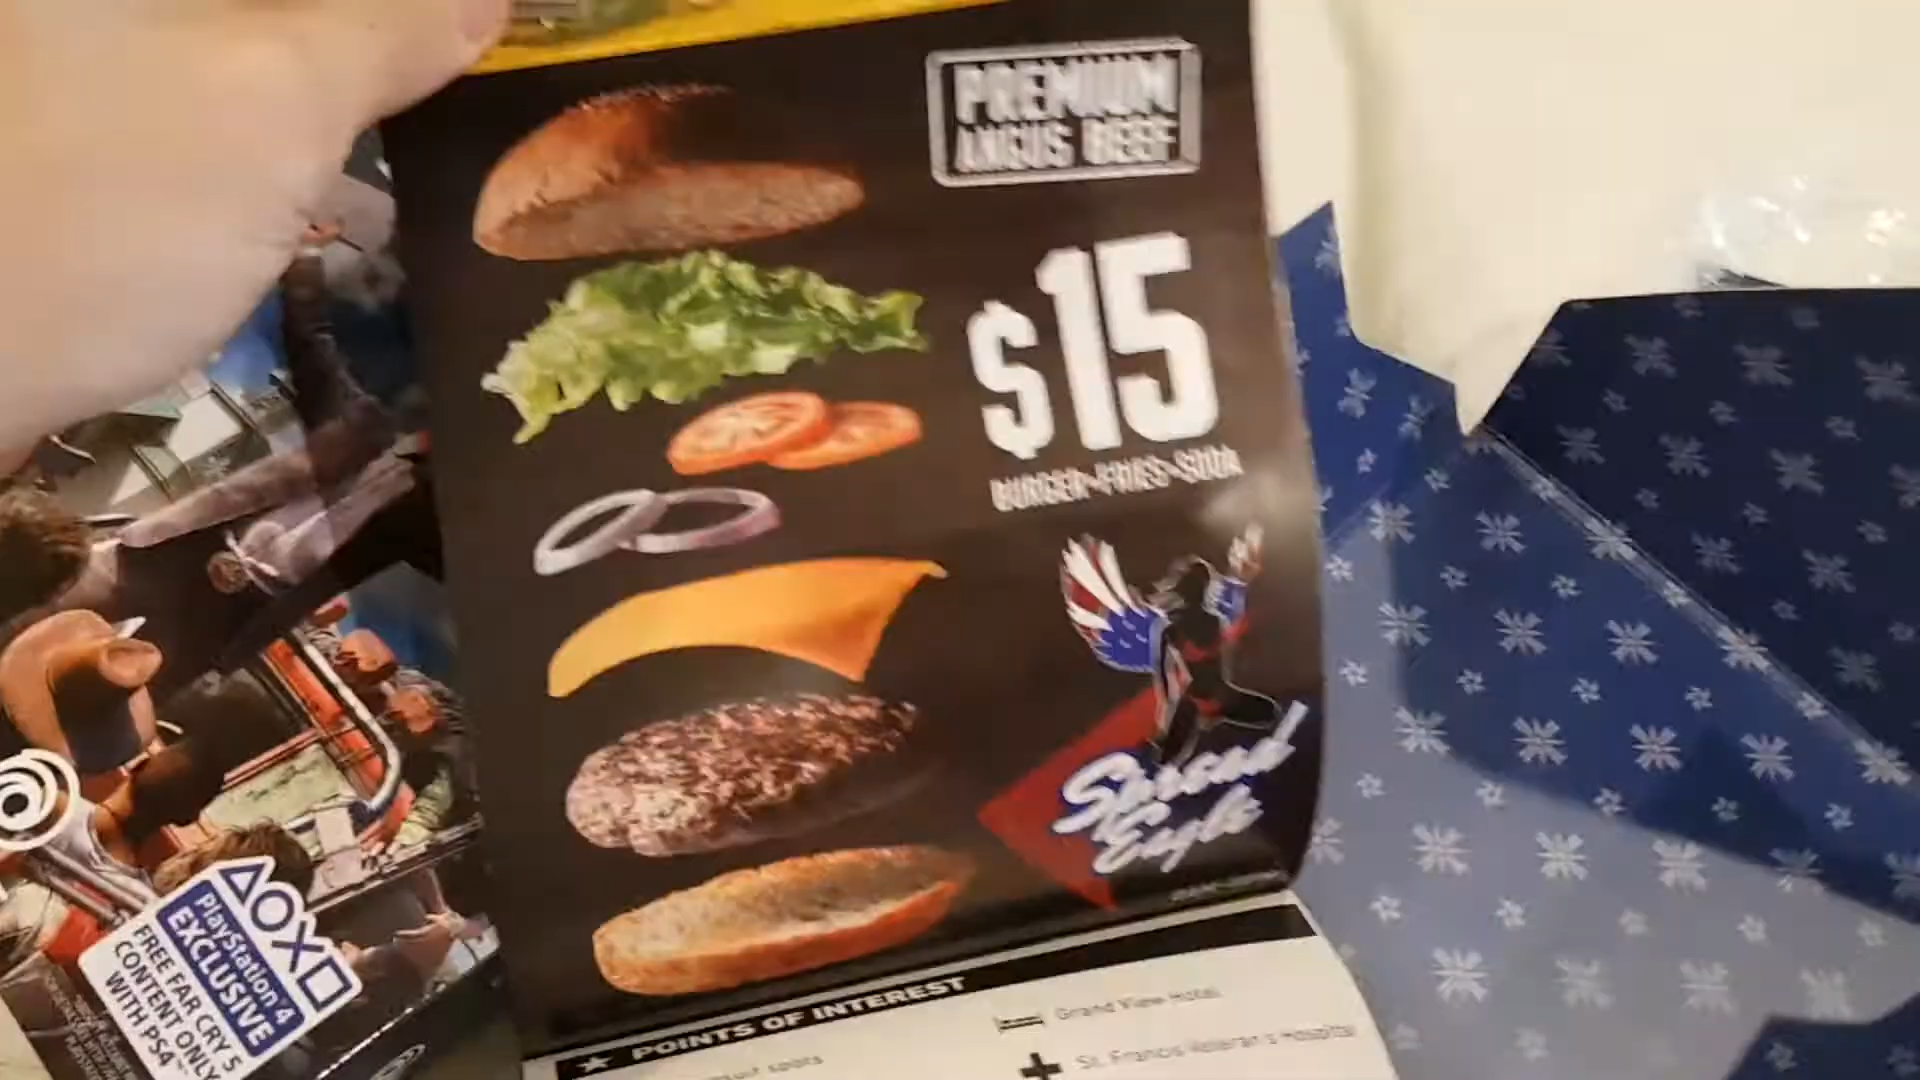 PREMIUM
ANGUS BEEF
$15
BURGER-FRIES-SODA
Spread
Eagle
PlayStation 4
EXCLUSIVE
FREE FAR CRY 5
CONTENT ONLY
WITH PS4™
POINTS OF INTEREST
Grand View Hotel
St. Francis Veteran's Hospital